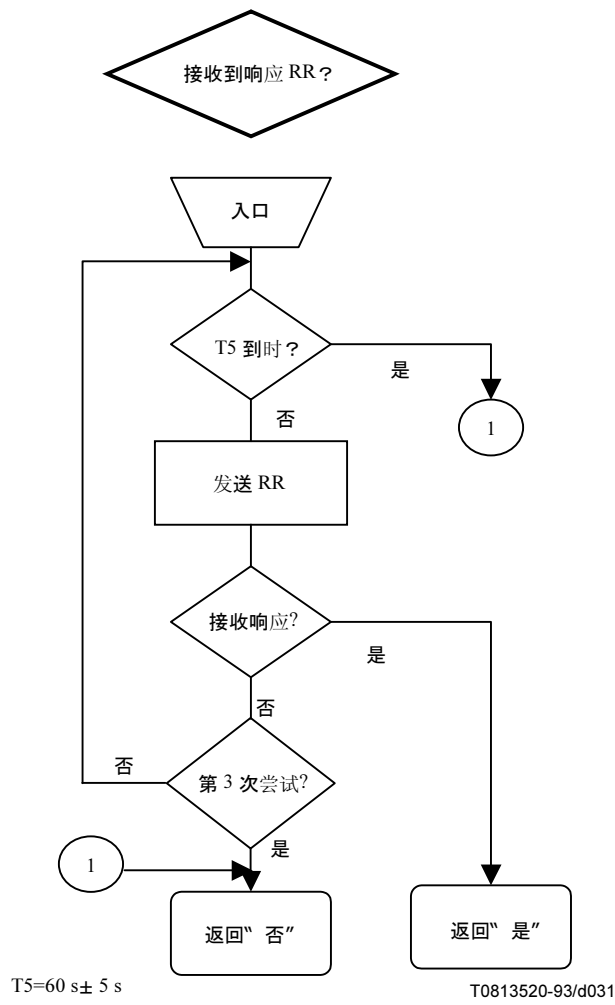 接收到响应 RR?
入口
T5 到时?
是
1
否
发送 RR
接收响应?
是
否
第 3 次尝试?
否
是
1
返回“ 否”
返回“ 是”
T5=60 s± 5 s
T0813520-93/d031